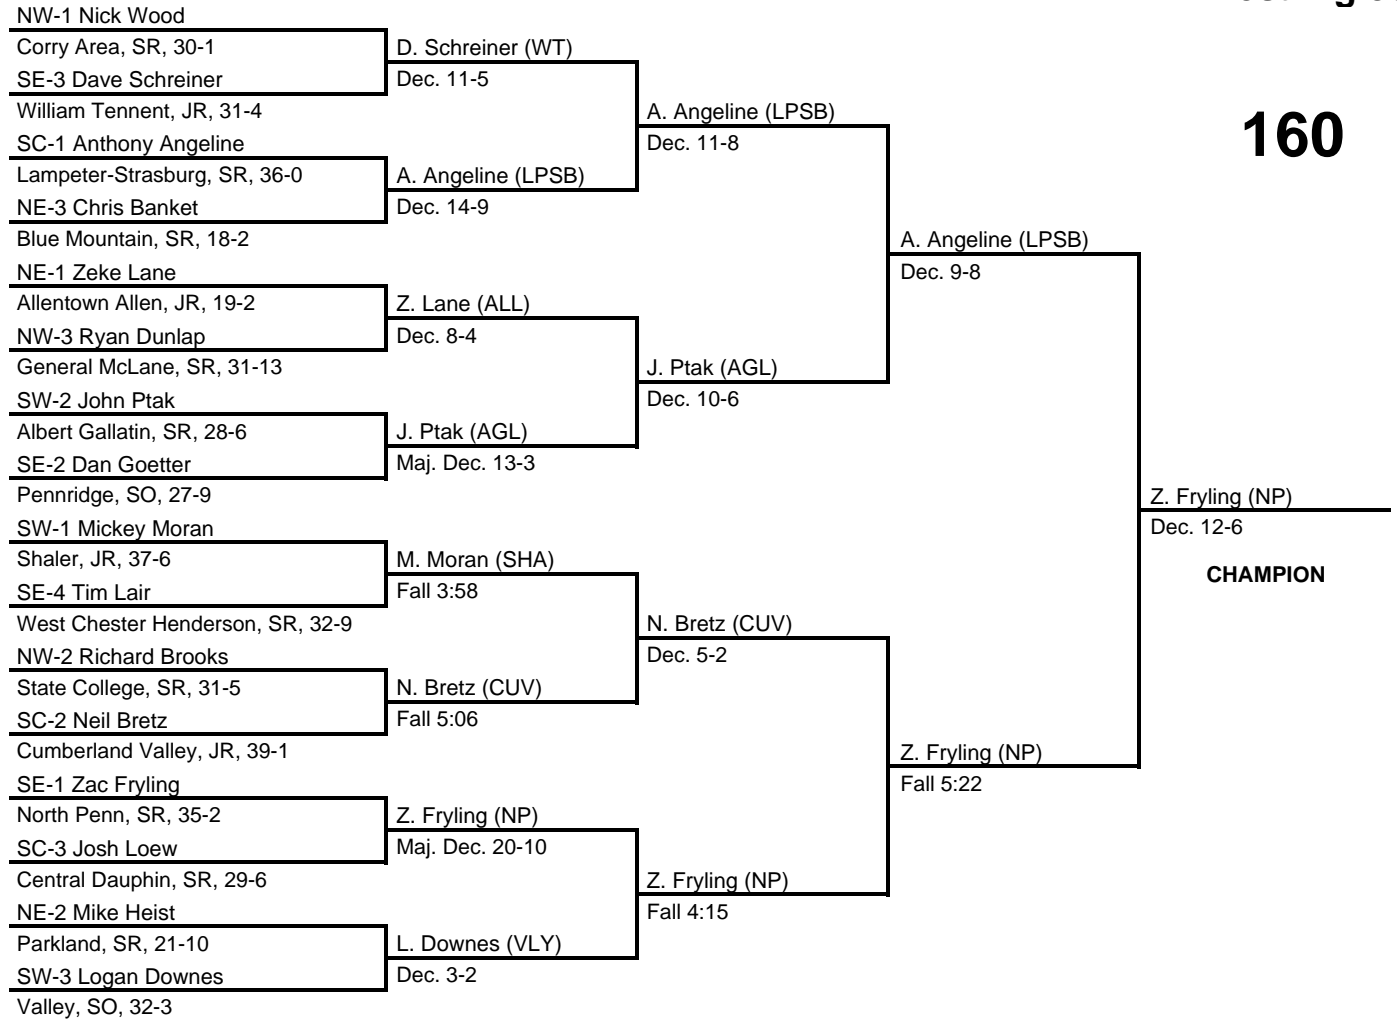 NW-1 Nick Wood
Corry Area, SR, 30-1
SE-3 Dave Schreiner
William Tennent, JR, 31-4
SC-1 Anthony Angeline
Lampeter-Strasburg, SR, 36-0
NE-3 Chris Banket
Blue Mountain, SR, 18-2
NE-1 Zeke Lane
Allentown Allen, JR, 19-2
NW-3 Ryan Dunlap
General McLane, SR, 31-13
SW-2 John Ptak
Albert Gallatin, SR, 28-6
SE-2 Dan Goetter
Pennridge, SO, 27-9
SW-1 Mickey Moran
Shaler, JR, 37-6
SE-4 Tim Lair
West Chester Henderson, SR, 32-9
NW-2 Richard Brooks
State College, SR, 31-5
SC-2 Neil Bretz
Cumberland Valley, JR, 39-1
SE-1 Zac Fryling
North Penn, SR, 35-2
SC-3 Josh Loew
Central Dauphin, SR, 29-6
NE-2 Mike Heist
Parkland, SR, 21-10
SW-3 Logan Downes
Valley, SO, 32-3
D. Schreiner (WT)
Dec. 11-5
A. Angeline (LPSB)
Dec. 14-9
Z. Lane (ALL)
Dec. 8-4
J. Ptak (AGL)
Maj. Dec. 13-3
M. Moran (SHA)
Fall 3:58
N. Bretz (CUV)
Fall 5:06
Z. Fryling (NP)
Maj. Dec. 20-10
L. Downes (VLY)
Dec. 3-2
A. Angeline (LPSB)
Dec. 11-8
J. Ptak (AGL)
Dec. 10-6
N. Bretz (CUV)
Dec. 5-2
Z. Fryling (NP)
Fall 4:15
A. Angeline (LPSB)
Dec. 9-8
Z. Fryling (NP)
Fall 5:22
160
Z. Fryling (NP)
Dec. 12-6
CHAMPION